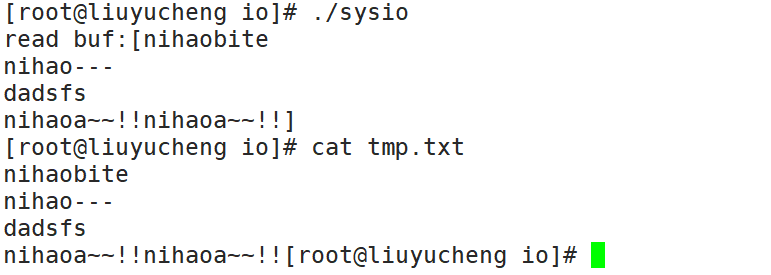 [root@liuyucheng io]# ./sysio
read buf:[nihaobite
nihao---
dadsfs
nihaoa~~!!nihaoa~~!!]
[root@liuyucheng io]# cat tmp.txt
nihaobite
nihao---
dadsfs
nihaoa~~!!nihaoa~~!![root@liuyucheng io]#